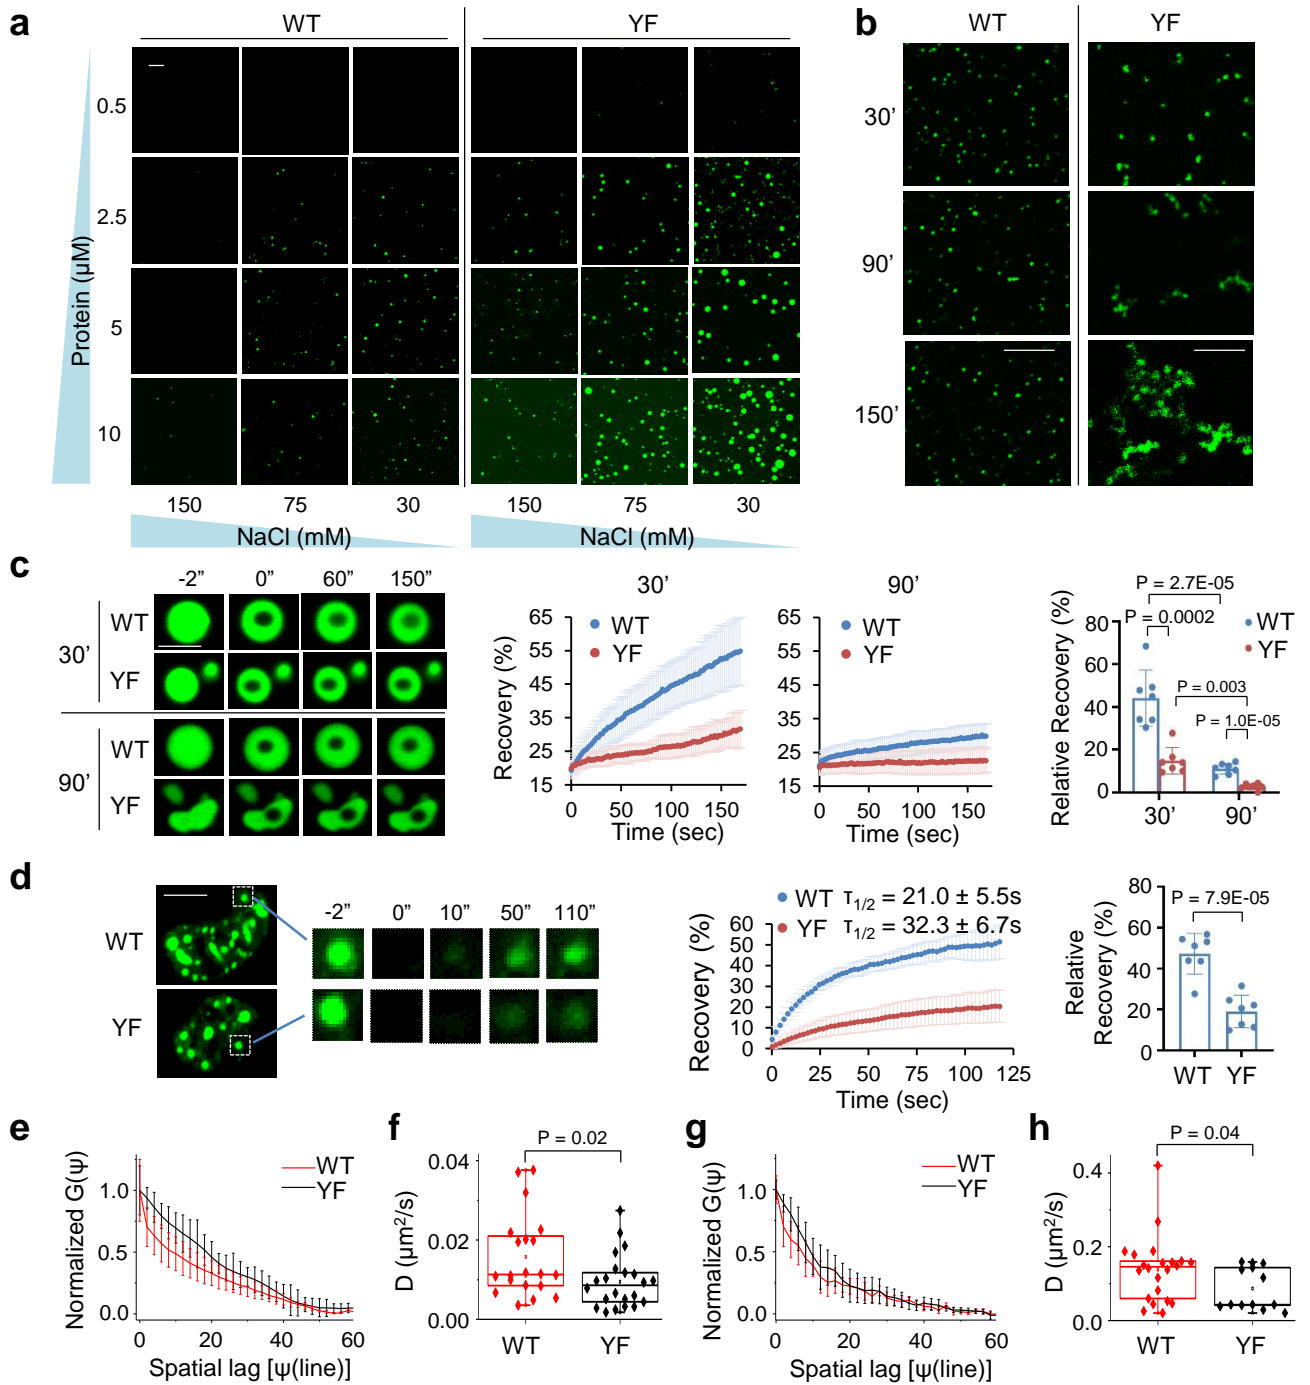 a
WT
YF
Protein (µM)
0.5
2.5
5
10
150
75
30
150
75
30
NaCl (mM)
NaCl (mM)
b
WT
YF
30'
90'
150'
c
-2”
0”
60”
150”
30'
WT
YF
90'
WT
YF
30'
WT
YF
Recovery (%)
65
55
45
35
25
15
0
50
100
150
Time (sec)
90'
WT
YF
65
55
45
35
25
15
0
50
100
150
Time (sec)
P = 2.7E-05
P = 0.0002
WT
YF
P = 0.003
P = 1.0E-05
Relative Recovery (%)
80
60
40
20
0
30'
90'
d
WT
YF
-2”
0”
10”
50”
110”
WT τ1/2 = 21.0 ± 5.5s
YF τ1/2 = 32.3 ± 6.7s
Recovery (%)
60
50
40
30
20
10
0
0
25
50
75
100
125
Time (sec)
P = 7.9E-05
Relative
Recovery (%)
80
60
40
20
0
WT
YF
e
WT
YF
Normalized G(ψ)
1.0
0.5
0.0
0
20
40
60
Spatial lag [ψ(line)]
f
P = 0.02
D (µm²/s)
0.04
0.02
0.00
WT
YF
g
WT
YF
Normalized G(ψ)
1.0
0.5
0.0
0
20
40
60
Spatial lag [ψ(line)]
h
P = 0.04
D (µm²/s)
0.4
0.2
0.0
WT
YF